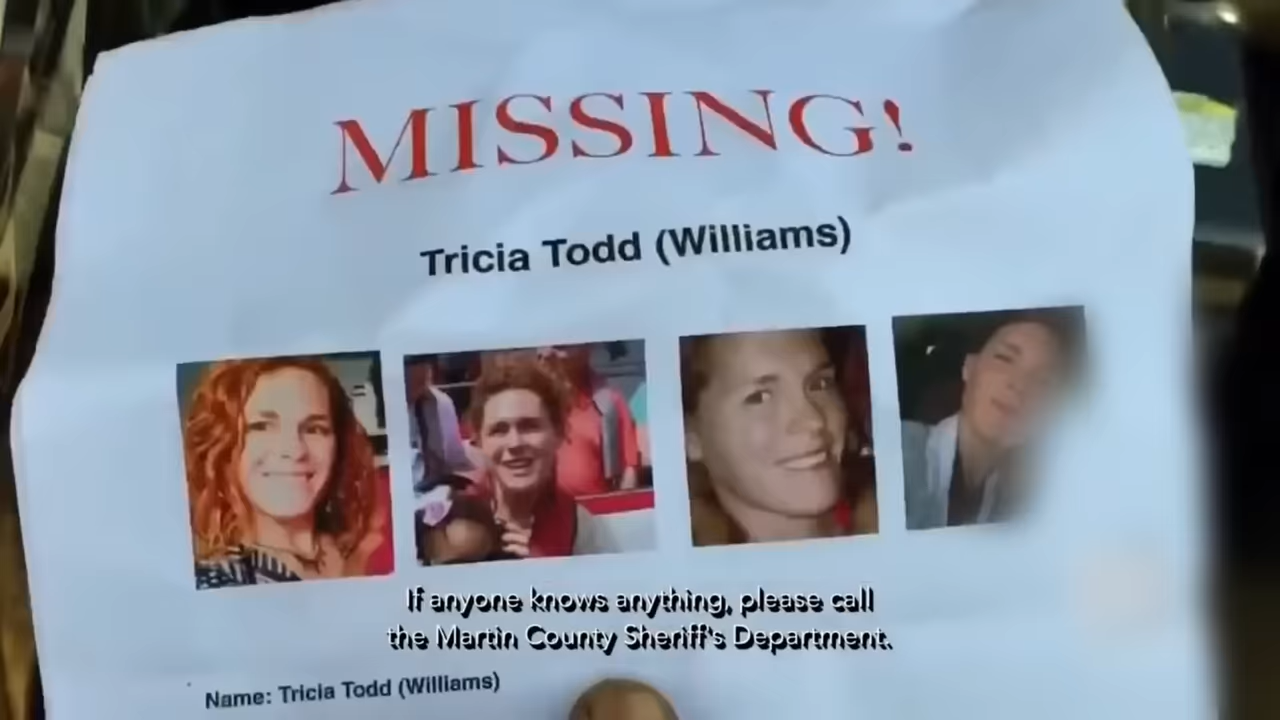 MISSING!
Tricia Todd (Williams)
If anyone knows anything, please call
the Martin County Sheriff's Department.
Name: Tricia Todd (Williams)